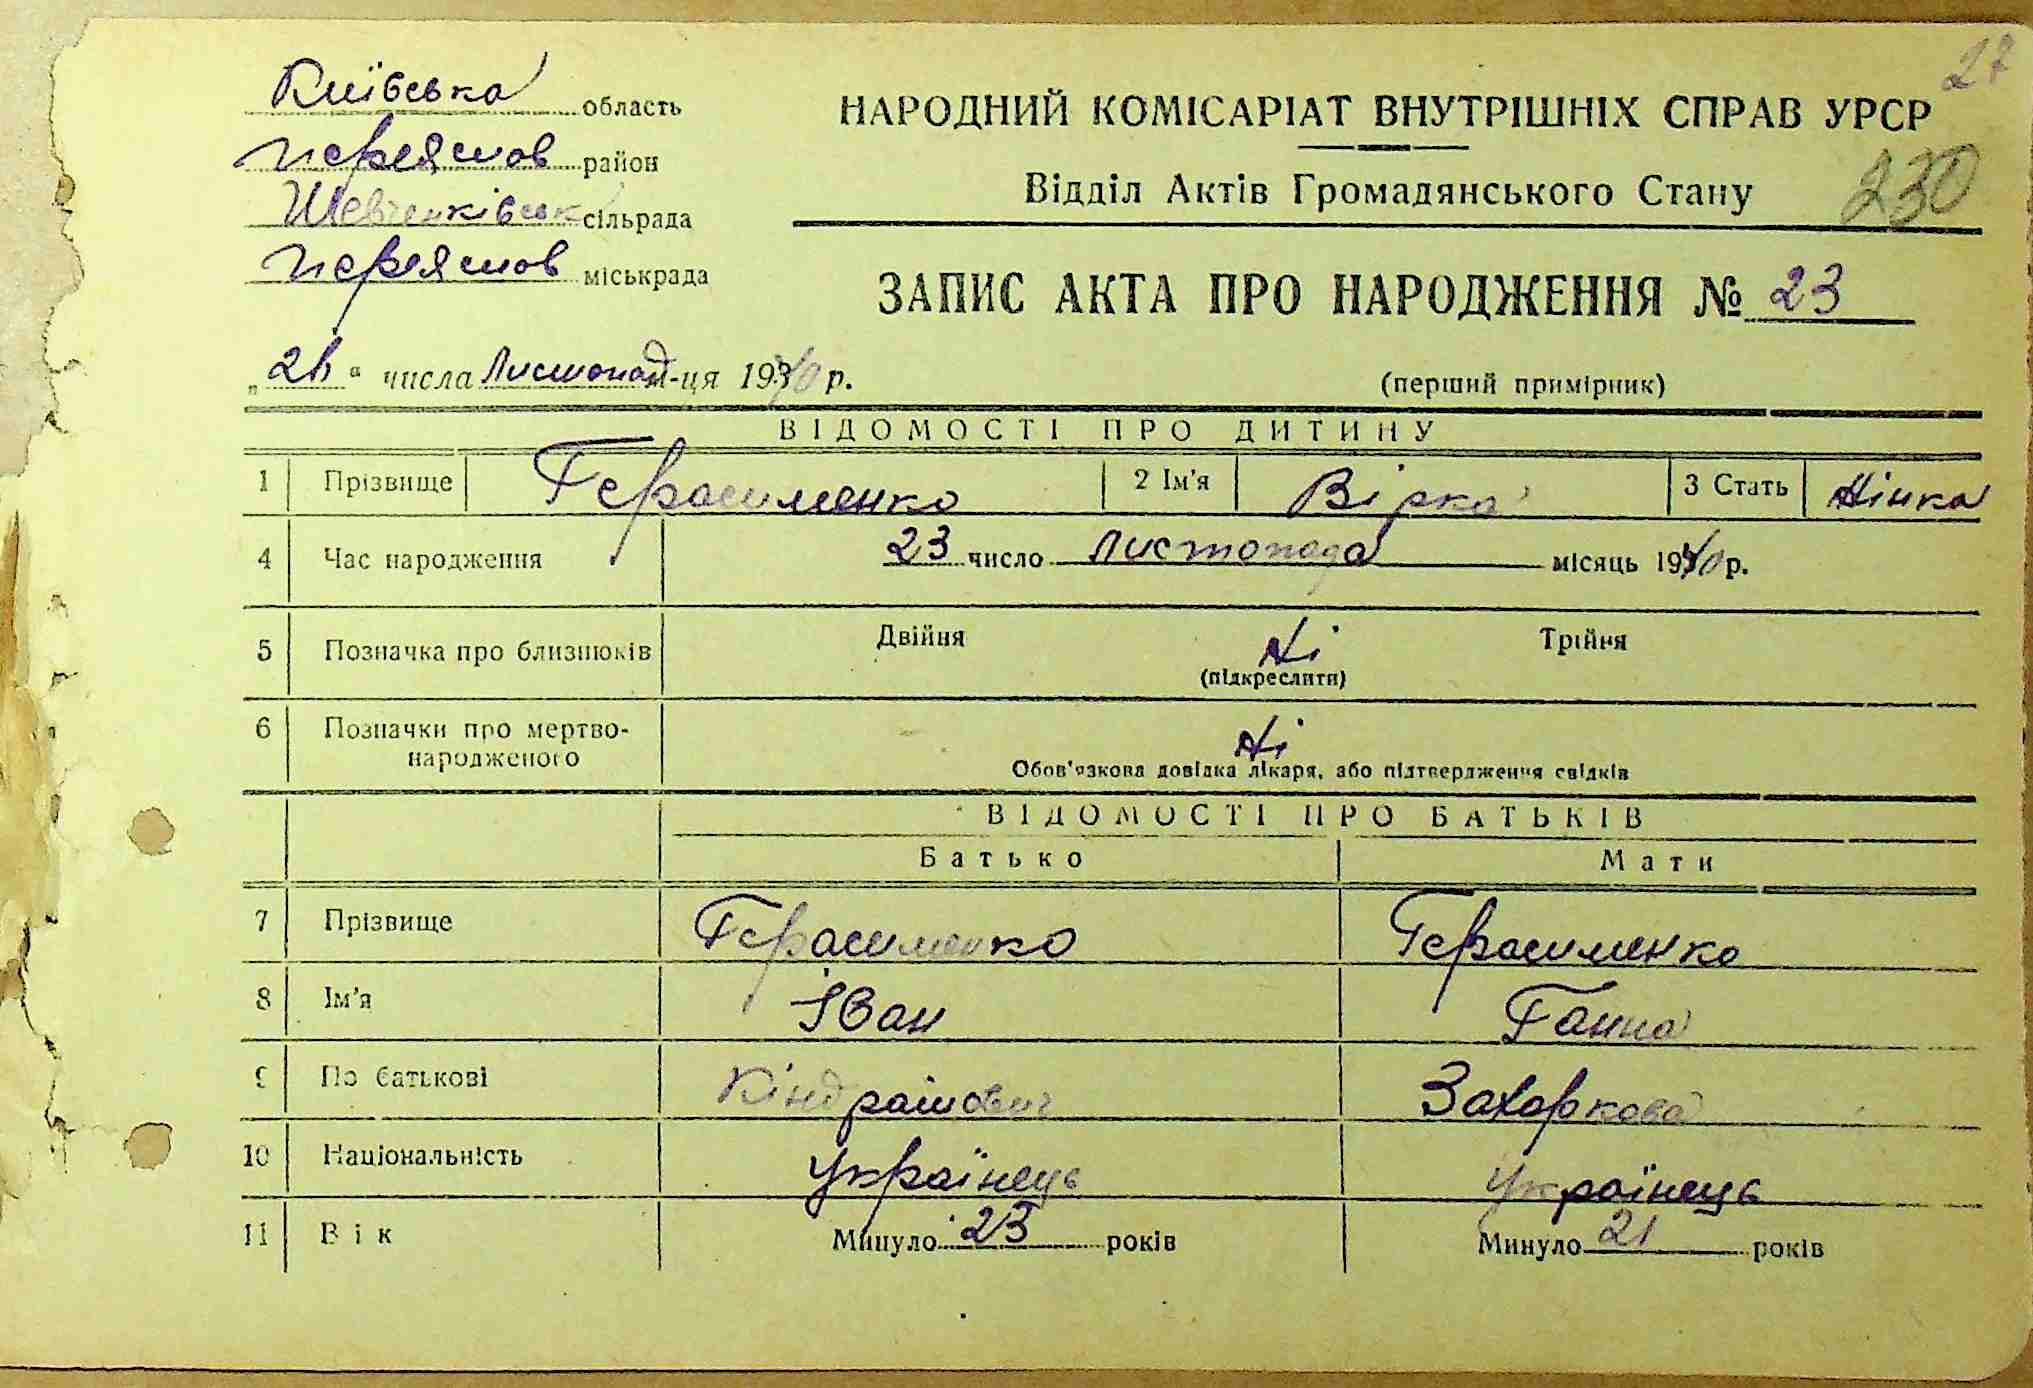 27
Київська область
Переяслов район
Шевченківськ сільрада
Переяслов міськрада
НАРОДНИЙ КОМІСАРІАТ ВНУТРІШНІХ СПРАВ УРСР
Відділ Актів Громадянського Стану
230
ЗАПИС АКТА ПРО НАРОДЖЕННЯ № 23
" " числа Листопад м-ця 1940 р.
(перший примірник)
ВІДОМОСТІ ПРО ДИТИНУ
1 Прізвище Герасименко 2 Ім'я Вірка 3 Стать Жінка
4 Час народження 23 число листопада місяць 1940 р.
5 Позначка про близнюків Двійня Ні Трійня
(підкреслити)
6 Позначки про мертво-
народженого Ні
Обов'язкова довідка лікаря, або підтвердження свідків
ВІДОМОСТІ ПРО БАТЬКІВ
Батько Мати
7 Прізвище Герасименко Герасименко
8 Ім'я Іван Ганна
9 По батькові Кіндратович Захаркова
10 Національність Українець Українець
11 Вік Минуло 23 років Минуло 21 років